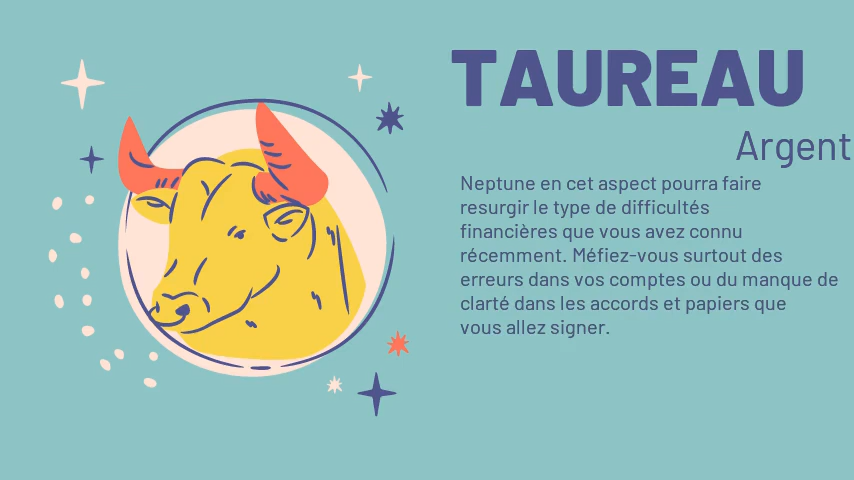 TAUREAU
Argent
Neptune en cet aspect pourra faire
resurgir le type de difficultés
financières que vous avez connu
récemment. Méfiez-vous surtout des
erreurs dans vos comptes ou du manque de
clarté dans les accords et papiers que
vous allez signer.